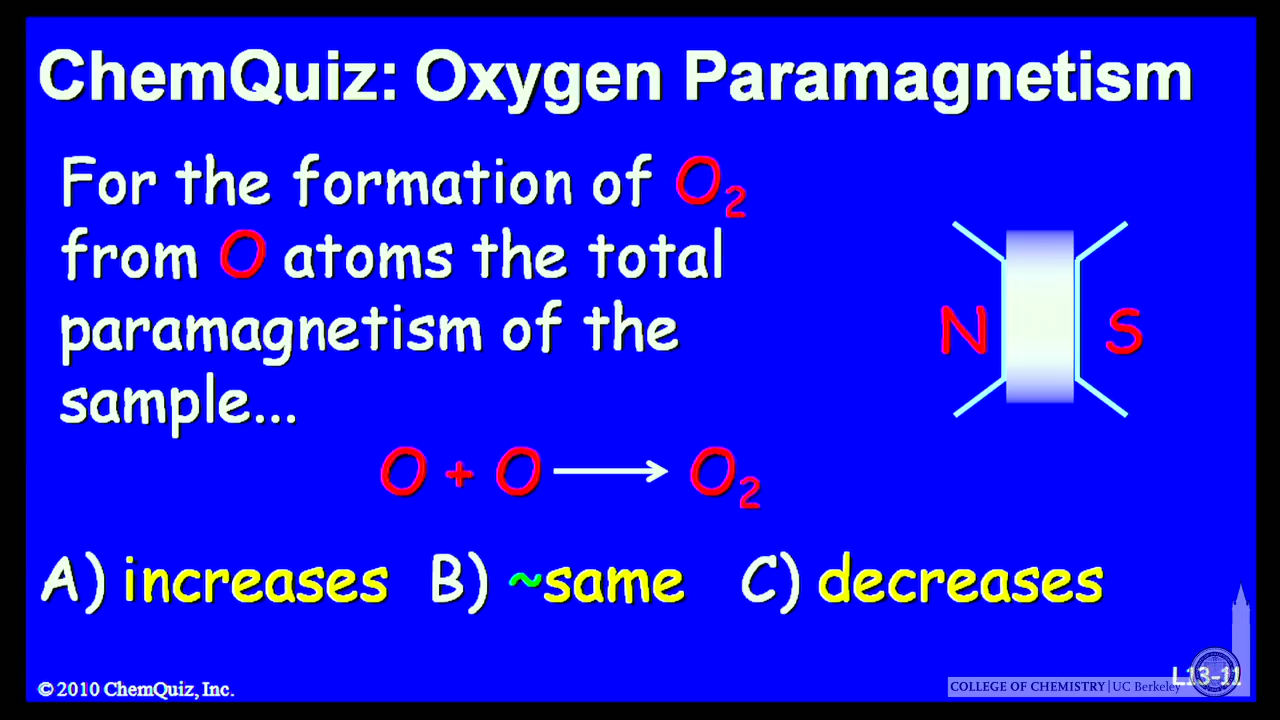 ChemQuiz: Oxygen Paramagnetism
For the formation of O₂
from O atoms the total
paramagnetism of the
sample...
N S
O + O ⟶ O₂
A) increases B) ~same C) decreases
© 2010 ChemQuiz, Inc.
COLLEGE OF CHEMISTRY | UC Berkeley
L13-11